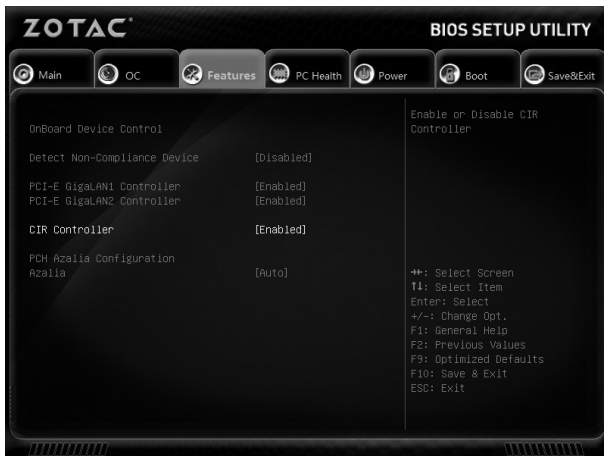 ZOTAC
BIOS SETUP UTILITY
Main
OC
Features
PC Health
Power
Boot
Save&Exit
OnBoard Device Control
Detect Non-Compliance Device [Disabled]
PCI-E GigaLAN1 Controller [Enabled]
PCI-E GigaLAN2 Controller [Enabled]
CIR Controller [Enabled]
PCH Azalia Configuration
Azalia [Auto]
Enable or Disable CIR
Controller
→←: Select Screen
↑↓: Select Item
Enter: Select
+/-: Change Opt.
F1: General Help
F2: Previous Values
F9: Optimized Defaults
F10: Save & Exit
ESC: Exit